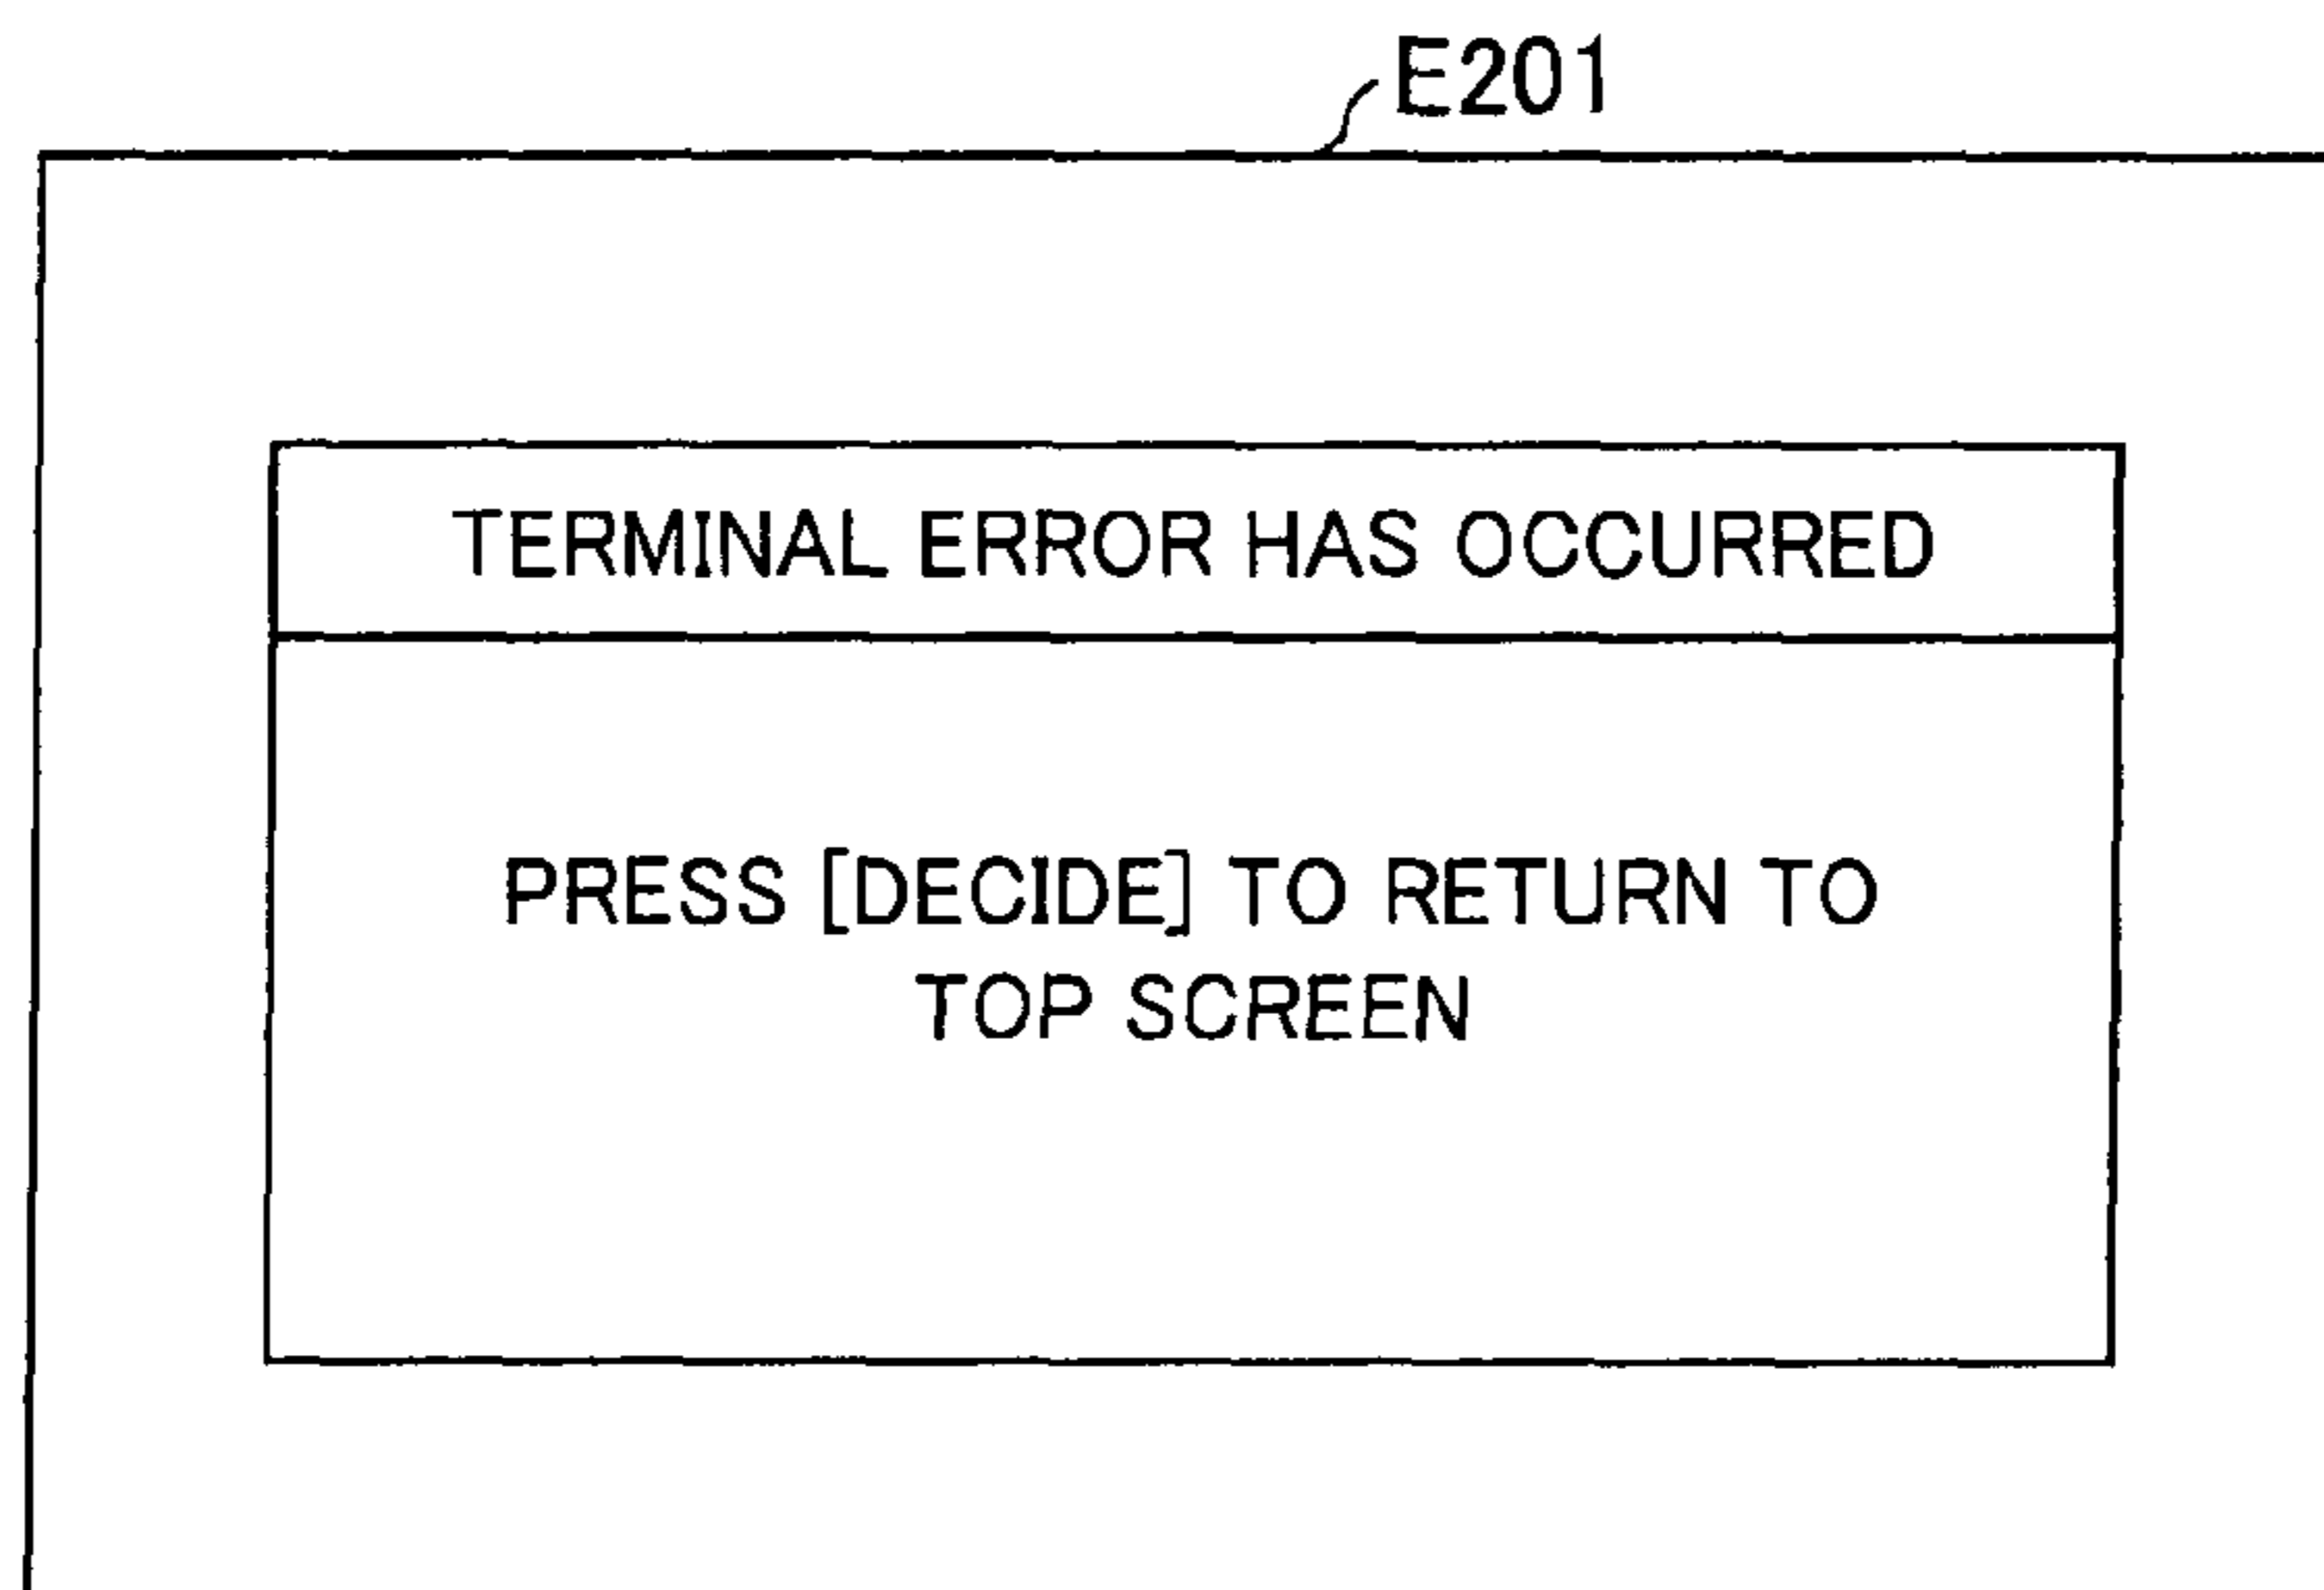 E201
TERMINAL ERROR HAS OCCURRED
PRESS [DECIDE] TO RETURN TO
TOP SCREEN